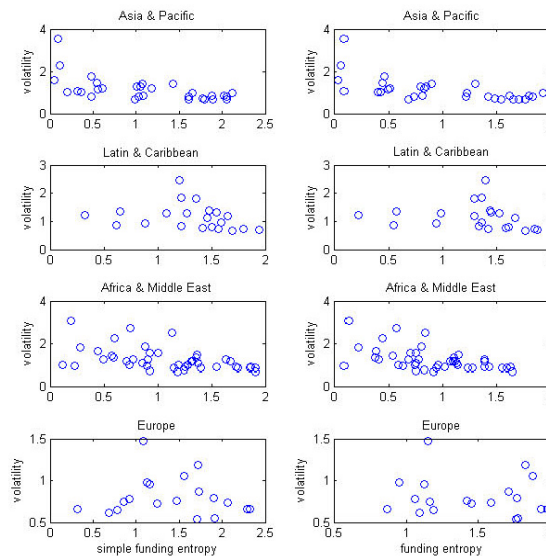 Asia & Pacific
Asia & Pacific
4
2
0
volatility
0 0.5 1 1.5 2 2.5
4
2
0
volatility
0 0.5 1 1.5 2
Latin & Caribbean
Latin & Caribbean
3
2
1
0
volatility
0 0.5 1 1.5 2
3
2
1
0
volatility
0 0.5 1 1.5 2
Africa & Middle East
Africa & Middle East
4
2
0
volatility
0 0.5 1 1.5 2
4
2
0
volatility
0 0.5 1 1.5 2
Europe
Europe
1.5
1
0.5
volatility
0 0.5 1 1.5 2 2.5
simple funding entropy
1.5
1
0.5
volatility
0.5 1 1.5 2
funding entropy